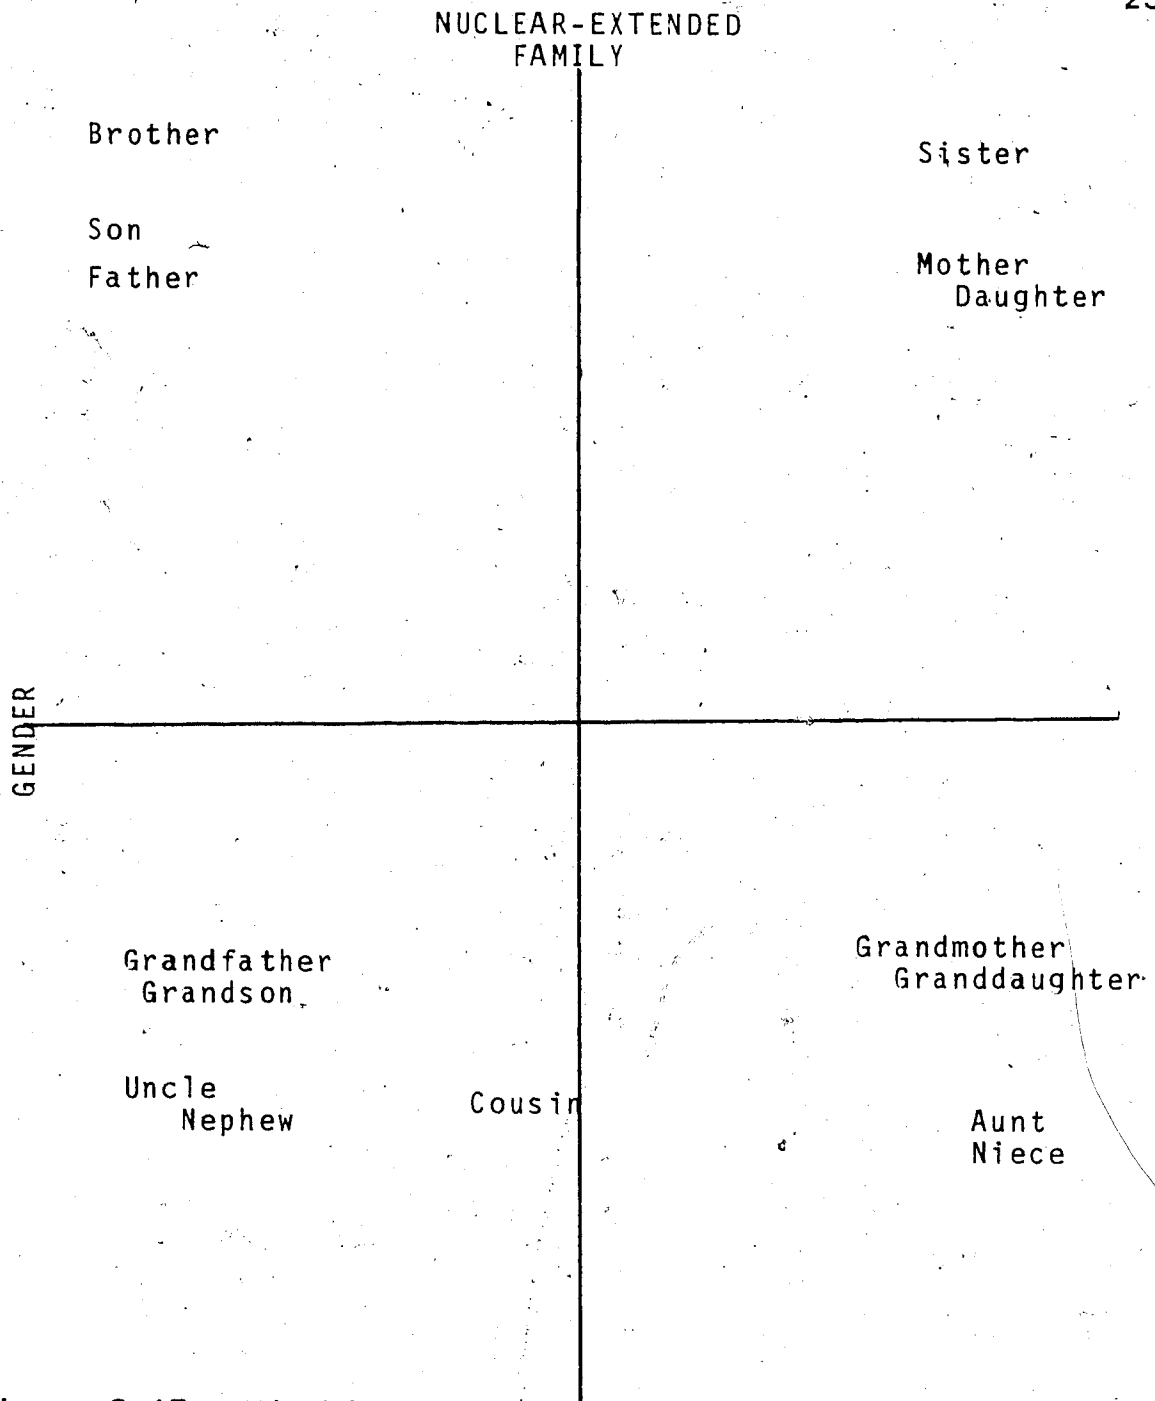 NUCLEAR-EXTENDED
FAMILY
Brother
Sister
Son
Father
Mother
Daughter
GENDER
Grandfather
Grandson
Grandmother
Granddaughter
Uncle
Nephew
Cousin
Aunt
Niece